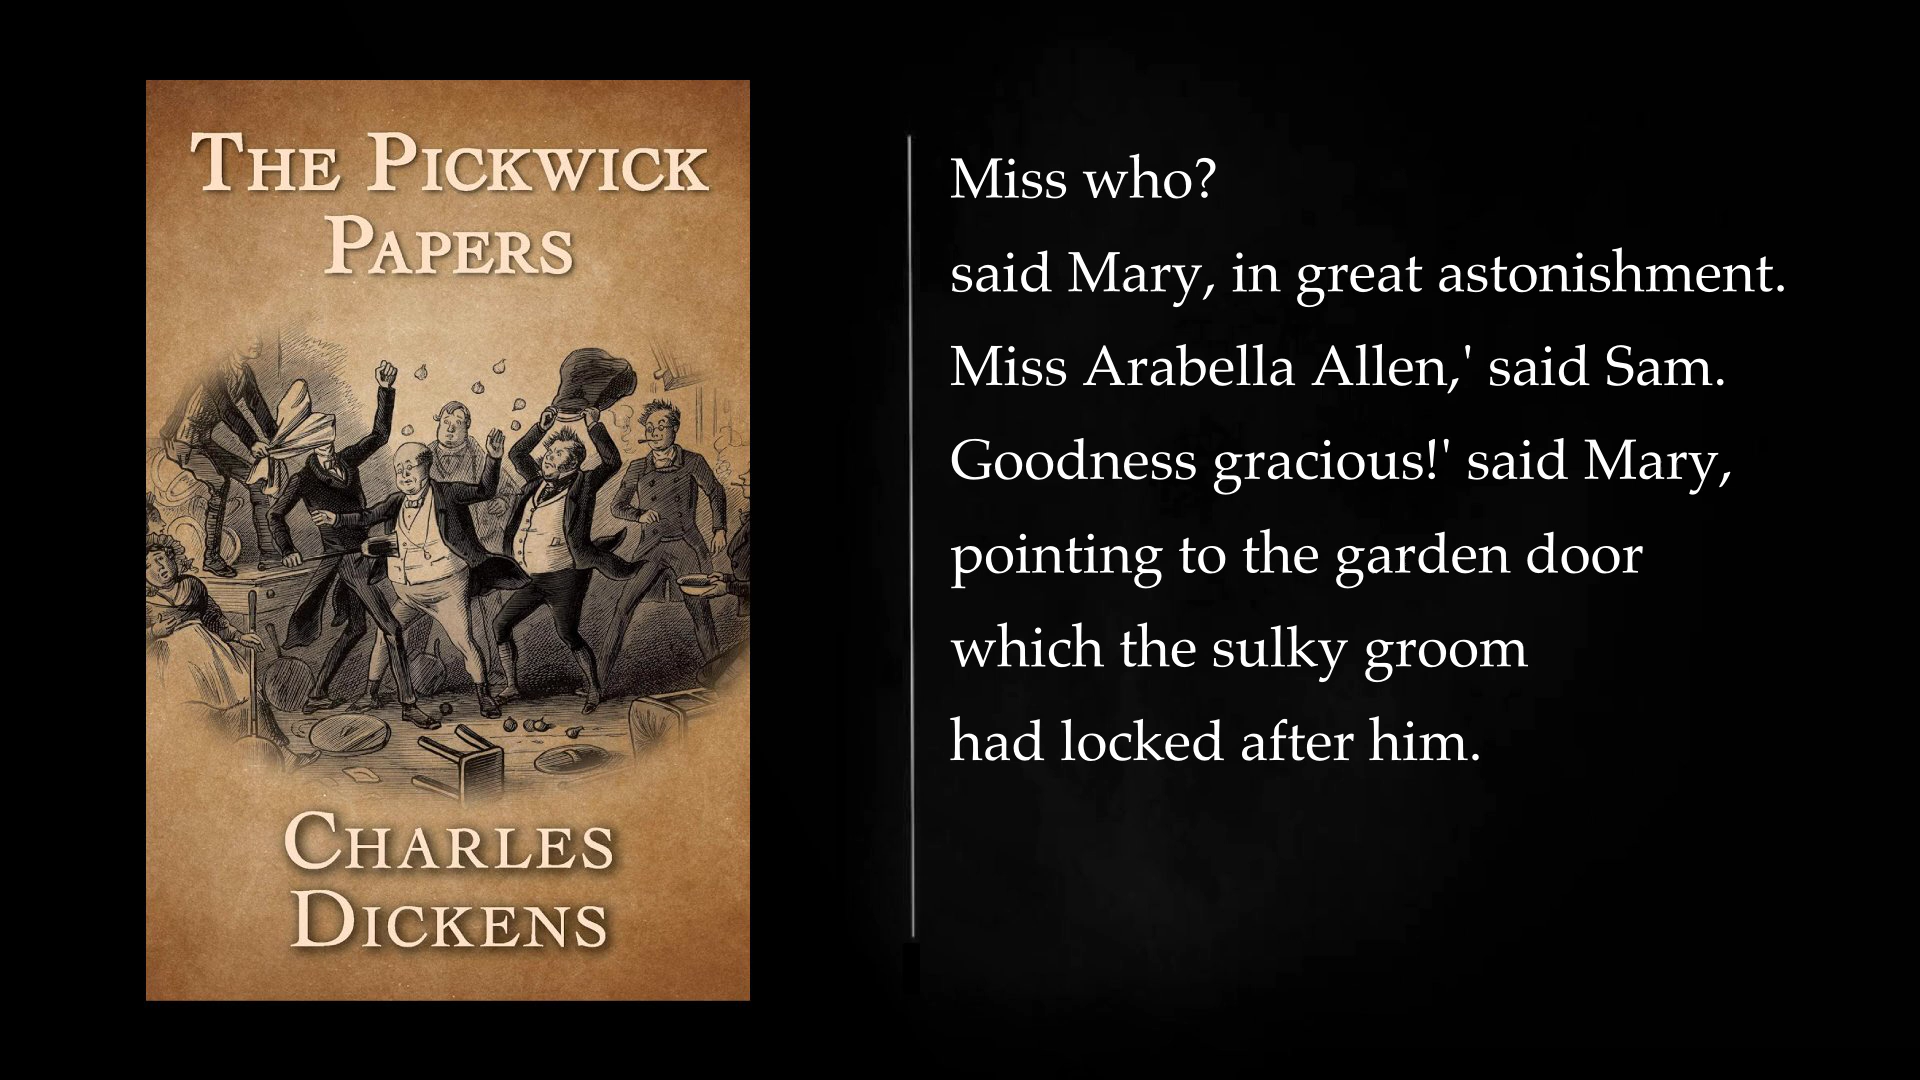 THE PICKWICK
PAPERS
CHARLES
DICKENS
Miss who?
said Mary, in great astonishment.
Miss Arabella Allen,' said Sam.
Goodness gracious!' said Mary,
pointing to the garden door
which the sulky groom
had locked after him.